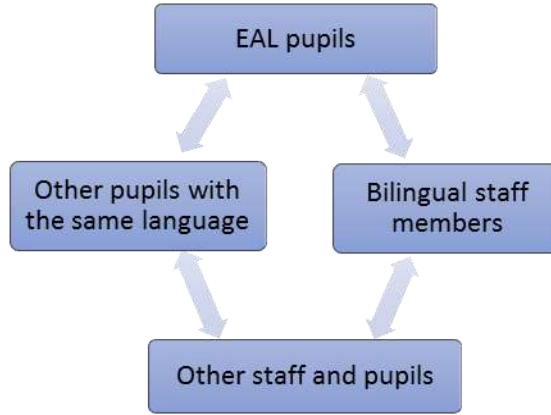 EAL pupils
Other pupils with
the same language
Bilingual staff
members
Other staff and pupils